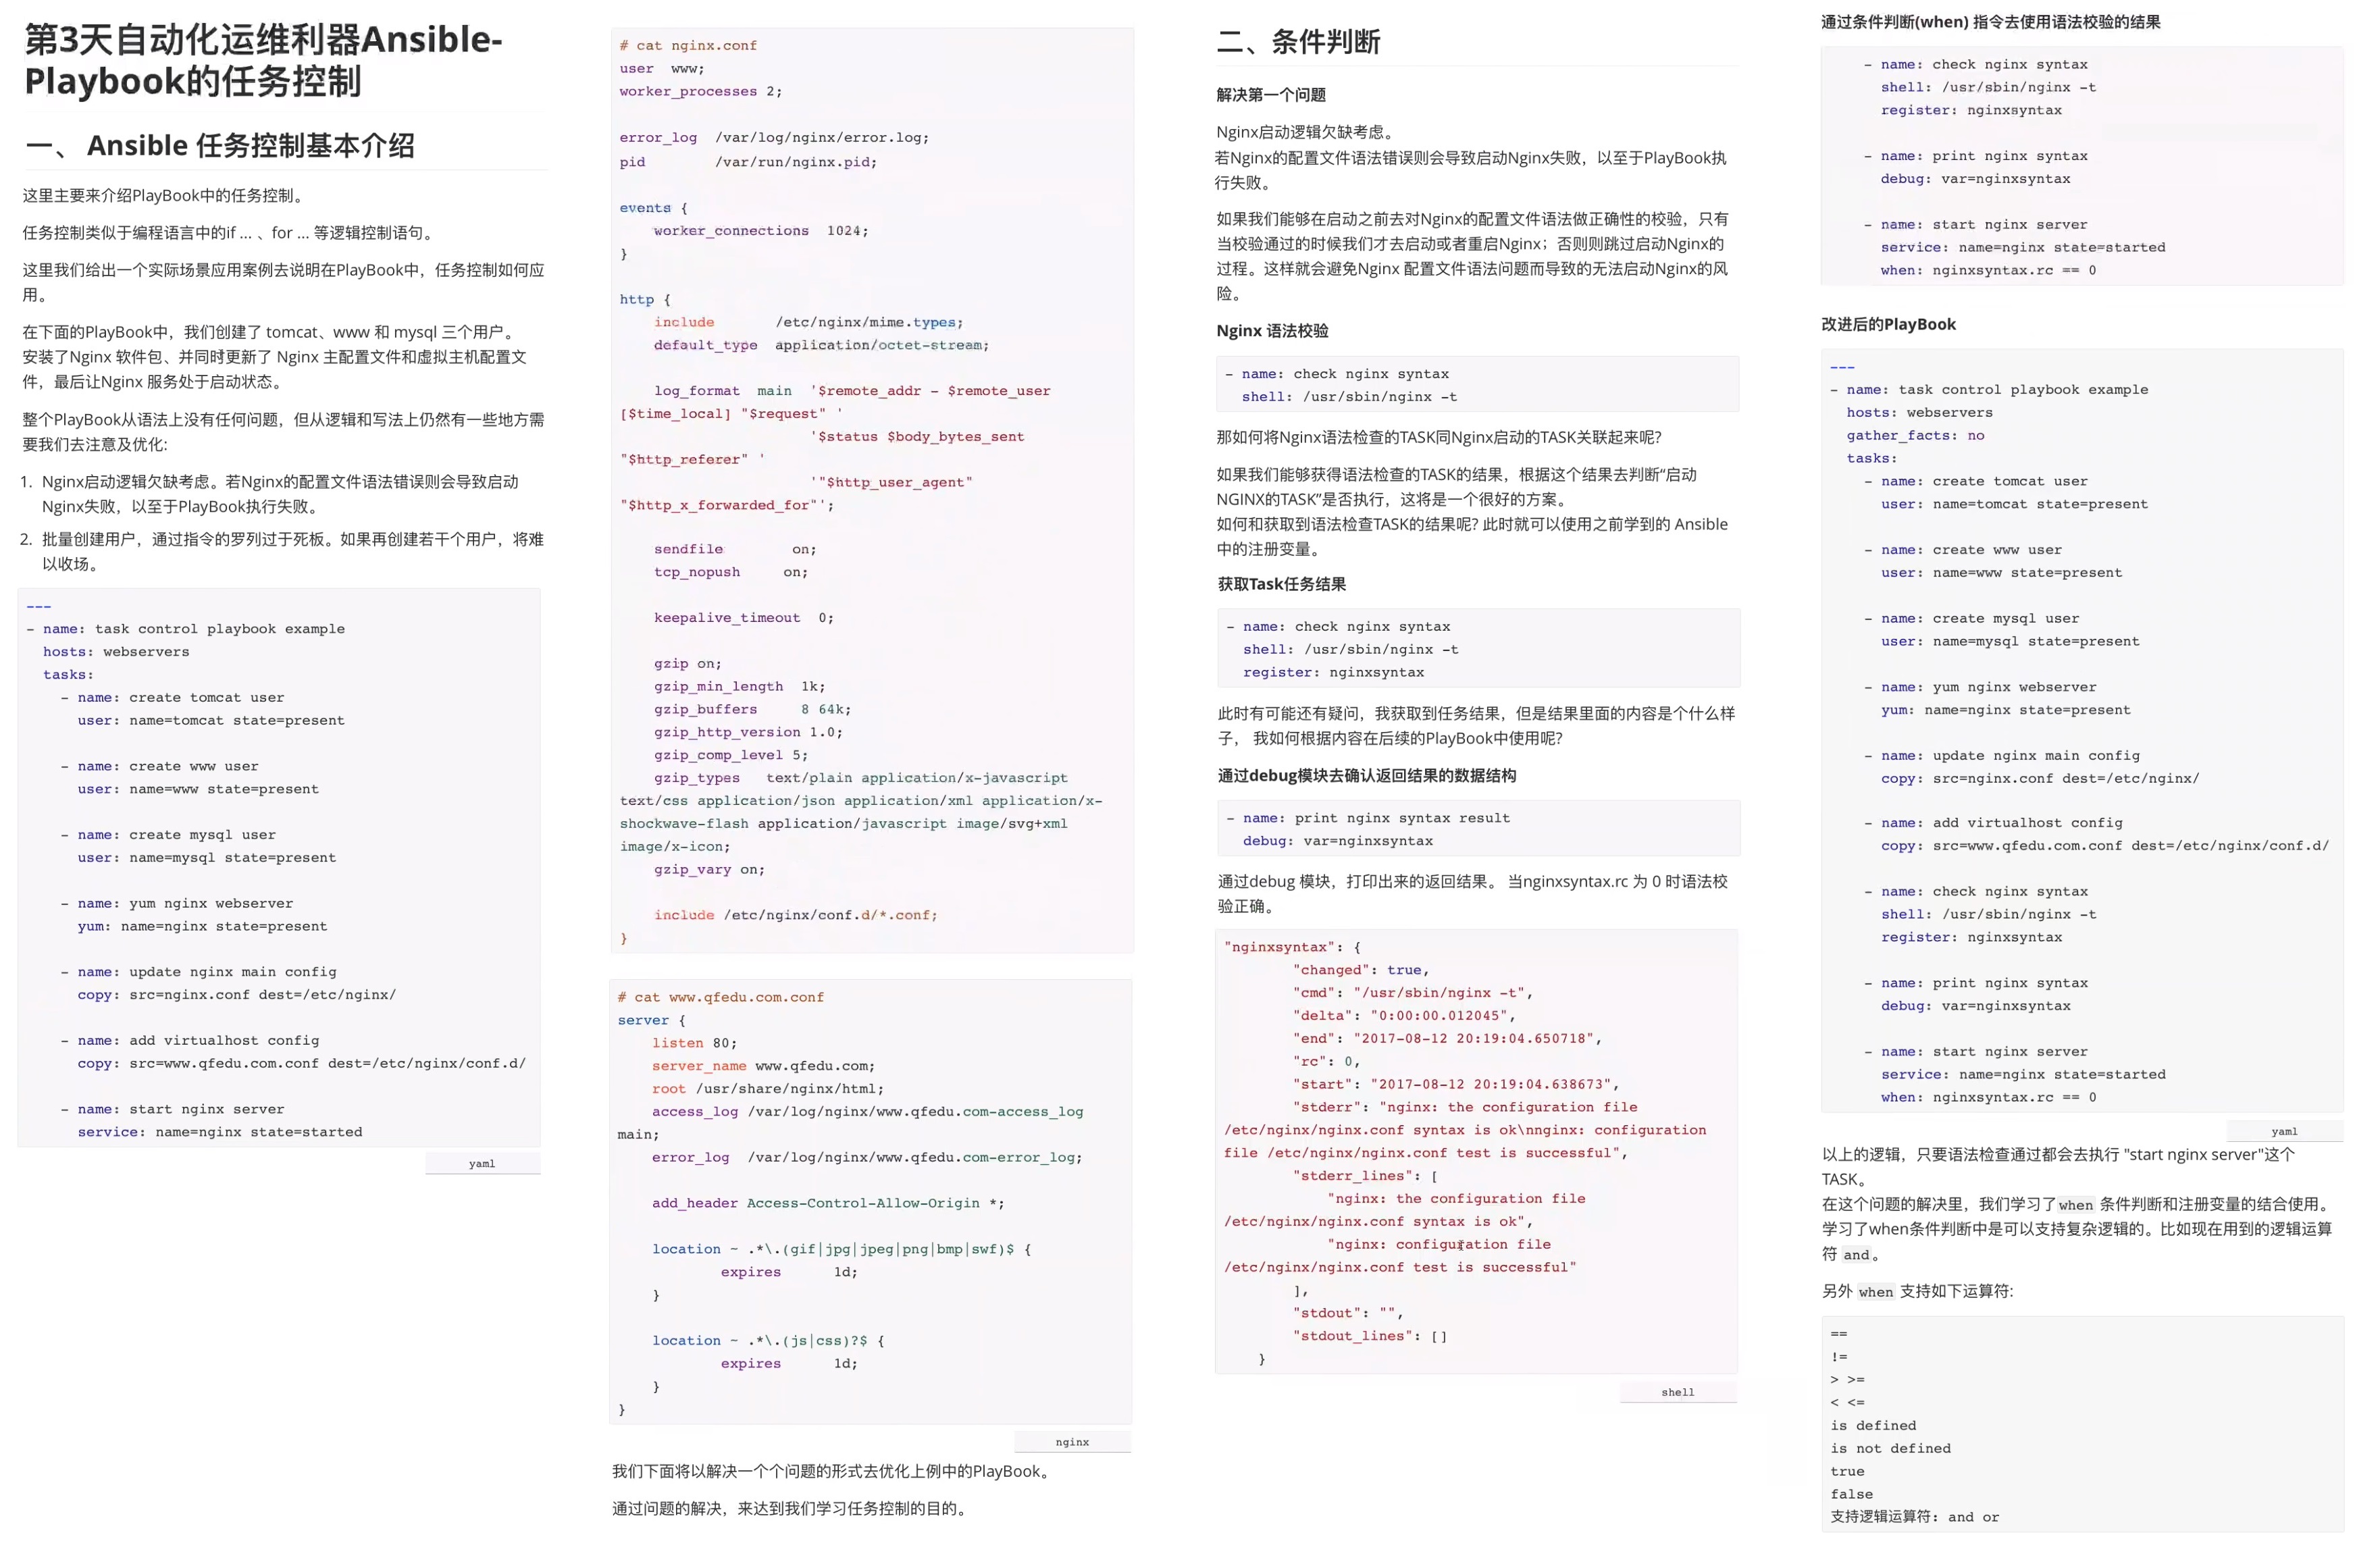 第3天自动化运维利器Ansible-
Playbook的任务控制
一、 Ansible 任务控制基本介绍
这里主要来介绍PlayBook中的任务控制。
任务控制类似于编程语言中的if ... 、for ... 等逻辑控制语句。
这里我们给出一个实际场景应用案例去说明在PlayBook中，任务控制如何应
用。
在下面的PlayBook中，我们创建了 tomcat、www 和 mysql 三个用户。
安装了Nginx 软件包、并同时更新了 Nginx 主配置文件和虚拟主机配置文
件，最后让Nginx 服务处于启动状态。
整个PlayBook从语法上没有任何问题，但从逻辑和写法上仍然有一些地方需
要我们去注意及优化:
1. Nginx启动逻辑欠缺考虑。若Nginx的配置文件语法错误则会导致启动
Nginx失败，以至于PlayBook执行失败。
2. 批量创建用户，通过指令的罗列过于死板。如果再创建若干个用户，将难
以收场。
---
- name: task control playbook example
  hosts: webservers
  tasks:
    - name: create tomcat user
      user: name=tomcat state=present
    - name: create www user
      user: name=www state=present
    - name: create mysql user
      user: name=mysql state=present
    - name: yum nginx webserver
      yum: name=nginx state=present
    - name: update nginx main config
      copy: src=nginx.conf dest=/etc/nginx/
    - name: add virtualhost config
      copy: src=www.qfedu.com.conf dest=/etc/nginx/conf.d/
    - name: start nginx server
      service: name=nginx state=started
yaml
# cat nginx.conf
user  www;
worker_processes 2;
error_log  /var/log/nginx/error.log;
pid        /var/run/nginx.pid;
events {
    worker_connections  1024;
}
http {
    include       /etc/nginx/mime.types;
    default_type  application/octet-stream;
    log_format  main  '$remote_addr - $remote_user
[$time_local] "$request" '
                      '$status $body_bytes_sent
"$http_referer" '
                      '"$http_user_agent"
"$http_x_forwarded_for"';
    sendfile        on;
    tcp_nopush     on;
    keepalive_timeout  0;
    gzip on;
    gzip_min_length  1k;
    gzip_buffers     8 64k;
    gzip_http_version 1.0;
    gzip_comp_level 5;
    gzip_types   text/plain application/x-javascript
text/css application/json application/xml application/x-
shockwave-flash application/javascript image/svg+xml
image/x-icon;
    gzip_vary on;
    include /etc/nginx/conf.d/*.conf;
}
# cat www.qfedu.com.conf
server {
    listen 80;
    server_name www.qfedu.com;
    root /usr/share/nginx/html;
    access_log /var/log/nginx/www.qfedu.com-access_log
main;
    error_log  /var/log/nginx/www.qfedu.com-error_log;
    add_header Access-Control-Allow-Origin *;
    location ~ .*\.(gif|jpg|jpeg|png|bmp|swf)$ {
            expires      1d;
    }
    location ~ .*\.(js|css)?$ {
            expires      1d;
    }
}
nginx
我们下面将以解决一个个问题的形式去优化上例中的PlayBook。
通过问题的解决，来达到我们学习任务控制的目的。
二、条件判断
解决第一个问题
Nginx启动逻辑欠缺考虑。
若Nginx的配置文件语法错误则会导致启动Nginx失败，以至于PlayBook执
行失败。
如果我们能够在启动之前去对Nginx的配置文件语法做正确性的校验，只有
当校验通过的时候我们才去启动或者重启Nginx；否则则跳过启动Nginx的
过程。这样就会避免Nginx 配置文件语法问题而导致的无法启动Nginx的风
险。
Nginx 语法校验
- name: check nginx syntax
  shell: /usr/sbin/nginx -t
那如何将Nginx语法检查的TASK同Nginx启动的TASK关联起来呢?
如果我们能够获得语法检查的TASK的结果，根据这个结果去判断“启动
NGINX的TASK”是否执行，这将是一个很好的方案。
如何和获取到语法检查TASK的结果呢? 此时就可以使用之前学到的 Ansible
中的注册变量。
获取Task任务结果
- name: check nginx syntax
  shell: /usr/sbin/nginx -t
  register: nginxsyntax
此时有可能还有疑问，我获取到任务结果，但是结果里面的内容是个什么样
子， 我如何根据内容在后续的PlayBook中使用呢?
通过debug模块去确认返回结果的数据结构
- name: print nginx syntax result
  debug: var=nginxsyntax
通过debug 模块，打印出来的返回结果。 当nginxsyntax.rc 为 0 时语法校
验正确。
"nginxsyntax": {
        "changed": true,
        "cmd": "/usr/sbin/nginx -t",
        "delta": "0:00:00.012045",
        "end": "2017-08-12 20:19:04.650718",
        "rc": 0,
        "start": "2017-08-12 20:19:04.638673",
        "stderr": "nginx: the configuration file
/etc/nginx/nginx.conf syntax is ok\nnginx: configuration
file /etc/nginx/nginx.conf test is successful",
        "stderr_lines": [
            "nginx: the configuration file
/etc/nginx/nginx.conf syntax is ok",
            "nginx: configuration file
/etc/nginx/nginx.conf test is successful"
        ],
        "stdout": "",
        "stdout_lines": []
    }
shell
通过条件判断(when) 指令去使用语法校验的结果
    - name: check nginx syntax
      shell: /usr/sbin/nginx -t
      register: nginxsyntax
    - name: print nginx syntax
      debug: var=nginxsyntax
    - name: start nginx server
      service: name=nginx state=started
      when: nginxsyntax.rc == 0
改进后的PlayBook
---
- name: task control playbook example
  hosts: webservers
  gather_facts: no
  tasks:
    - name: create tomcat user
      user: name=tomcat state=present
    - name: create www user
      user: name=www state=present
    - name: create mysql user
      user: name=mysql state=present
    - name: yum nginx webserver
      yum: name=nginx state=present
    - name: update nginx main config
      copy: src=nginx.conf dest=/etc/nginx/
    - name: add virtualhost config
      copy: src=www.qfedu.com.conf dest=/etc/nginx/conf.d/
    - name: check nginx syntax
      shell: /usr/sbin/nginx -t
      register: nginxsyntax
    - name: print nginx syntax
      debug: var=nginxsyntax
    - name: start nginx server
      service: name=nginx state=started
      when: nginxsyntax.rc == 0
yaml
以上的逻辑，只要语法检查通过都会去执行 "start nginx server"这个
TASK。
在这个问题的解决里，我们学习了when 条件判断和注册变量的结合使用。
学习了when条件判断中是可以支持复杂逻辑的。比如现在用到的逻辑运算
符 and。
另外 when 支持如下运算符:
==
!=
> >=
< <=
is defined
is not defined
true
false
支持逻辑运算符: and or